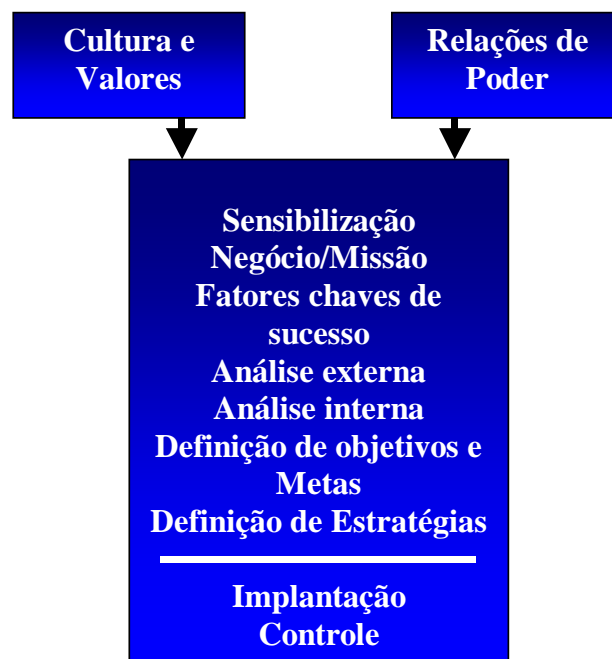 Cultura e
Valores
Relações de
Poder
Sensibilização
Negócio/Missão
Fatores chaves de
sucesso
Análise externa
Análise interna
Definição de objetivos e
Metas
Definição de Estratégias
Implantação
Controle